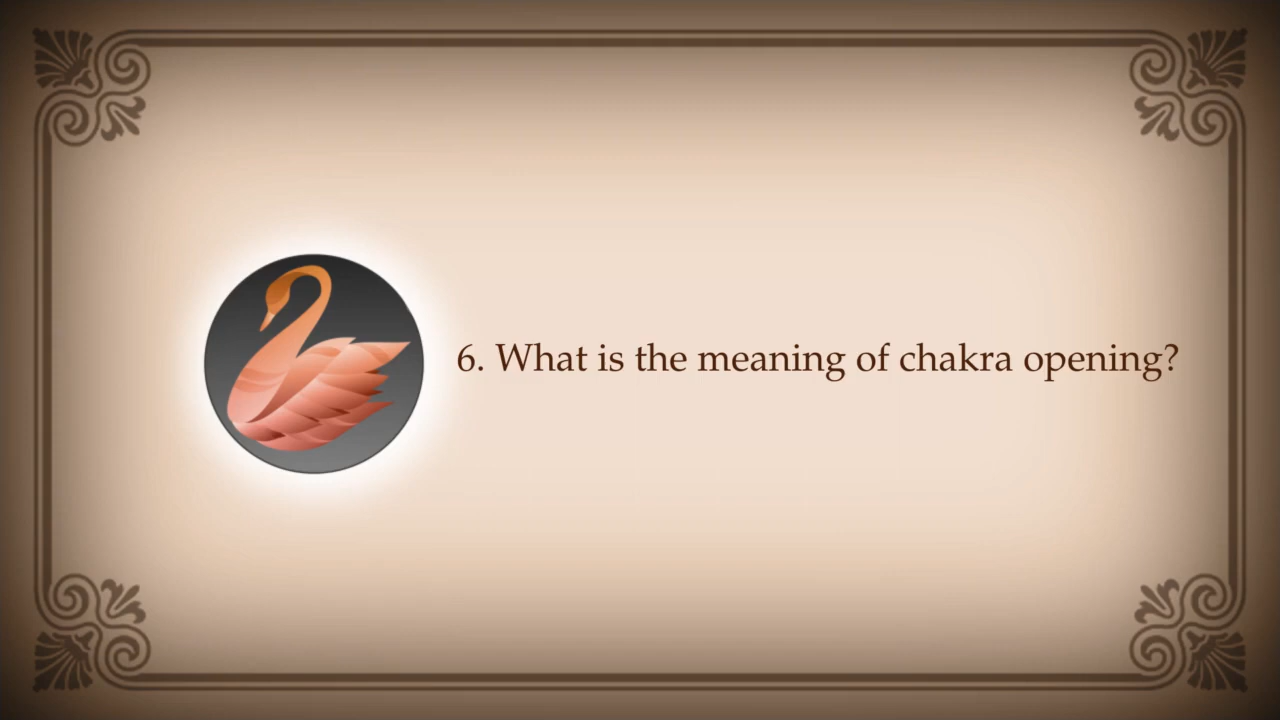 6. What is the meaning of chakra opening?